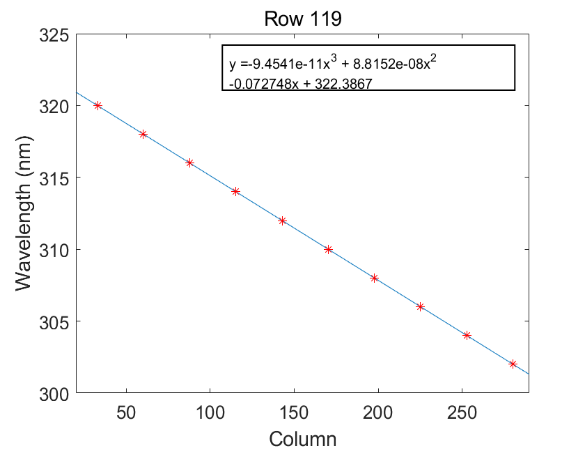 Row 119
y =-9.4541e-11x³ + 8.8152e-08x²
-0.072748x + 322.3867
325
320
315
310
305
300
Wavelength (nm)
50 100 150 200 250
Column